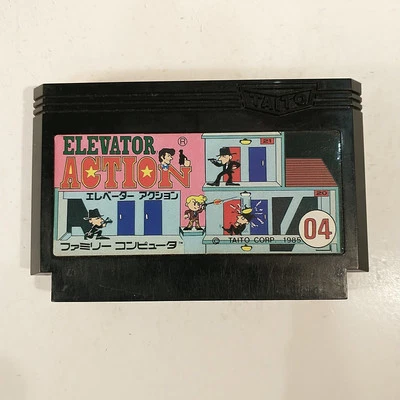 TAITO
ELEVATOR
ACTION
®
エレベーター アクション
21
20
ファミリー コンピュータ
© TAITO CORP. 1985
04